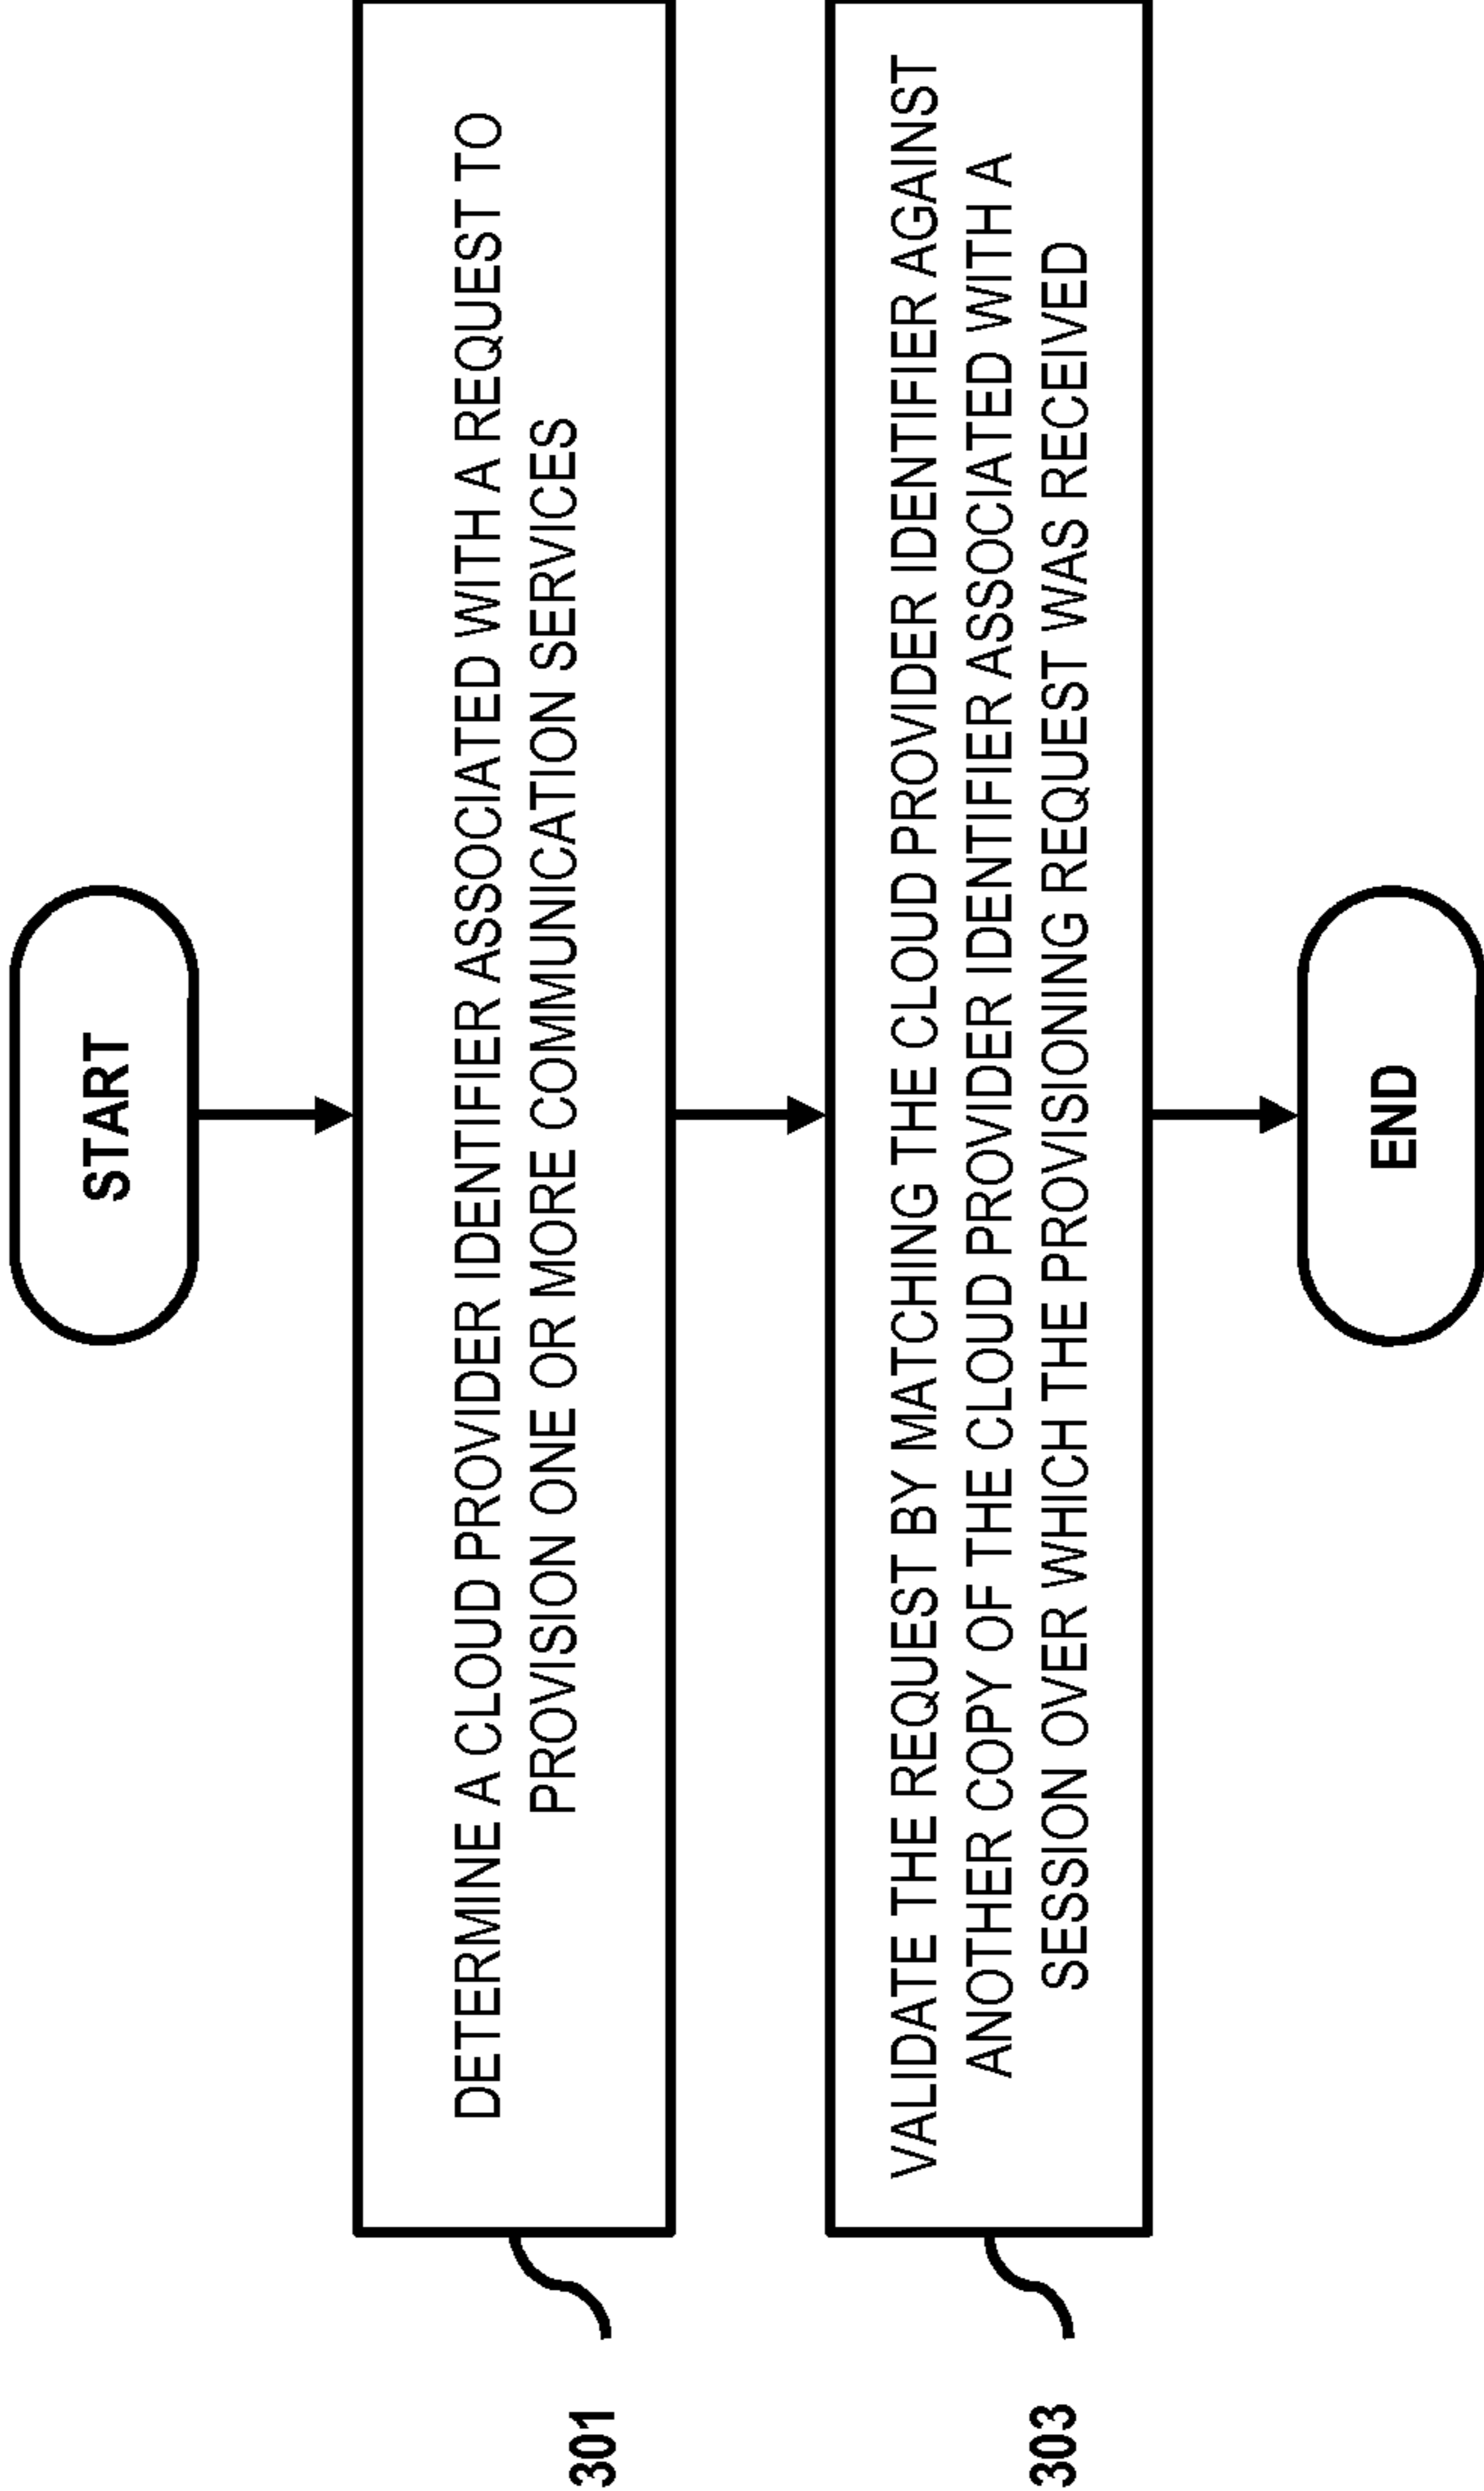 START
DETERMINE A CLOUD PROVIDER IDENTIFIER ASSOCIATED WITH A REQUEST TO
PROVISION ONE OR MORE COMMUNICATION SERVICES
301
VALIDATE THE REQUEST BY MATCHING THE CLOUD PROVIDER IDENTIFIER AGAINST
ANOTHER COPY OF THE CLOUD PROVIDER IDENTIFIER ASSOCIATED WITH A
SESSION OVER WHICH THE PROVISIONING REQUEST WAS RECEIVED
303
END